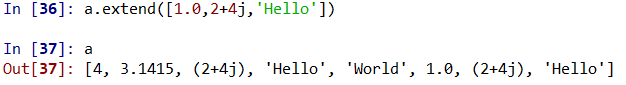 In [36]: a.extend([1.0,2+4j,'Hello'])
In [37]: a
Out[37]: [4, 3.1415, (2+4j), 'Hello', 'World', 1.0, (2+4j), 'Hello']